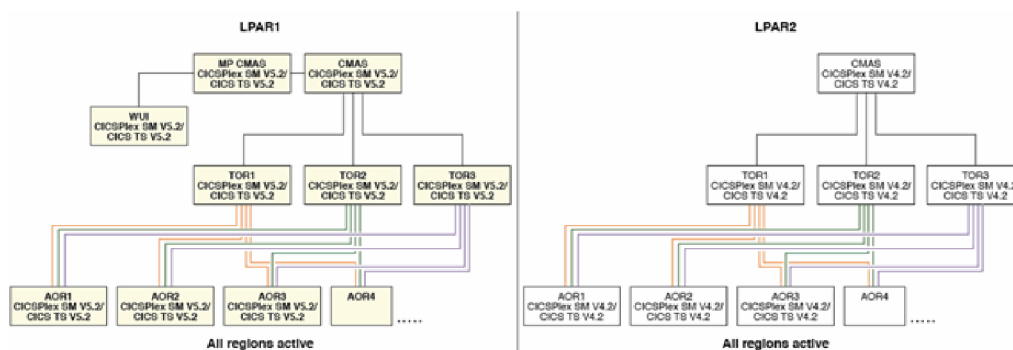 LPAR1
MP CMAS
CICSPlex SM V5.2/
CICS TS V5.2
CMAS
CICSPlex SM V5.2/
CICS TS V5.2
WUI
CICSPlex SM V5.2/
CICS TS V5.2
TOR1
CICSPlex SM V5.2/
CICS TS V5.2
TOR2
CICSPlex SM V5.2/
CICS TS V5.2
TOR3
CICSPlex SM V5.2/
CICS TS V5.2
AOR1
CICSPlex SM V5.2/
CICS TS V5.2
AOR2
CICSPlex SM V5.2/
CICS TS V5.2
AOR3
CICSPlex SM V5.2/
CICS TS V5.2
AOR4
.....
All regions active
LPAR2
CMAS
CICSPlex SM V4.2/
CICS TS V4.2
TOR1
CICSPlex SM V4.2/
CICS TS V4.2
TOR2
CICSPlex SM V4.2/
CICS TS V4.2
TOR3
CICSPlex SM V4.2/
CICS TS V4.2
AOR1
CICSPlex SM V4.2/
CICS TS V4.2
AOR2
CICSPlex SM V4.2/
CICS TS V4.2
AOR3
CICSPlex SM V4.2/
CICS TS V4.2
AOR4
.....
All regions active